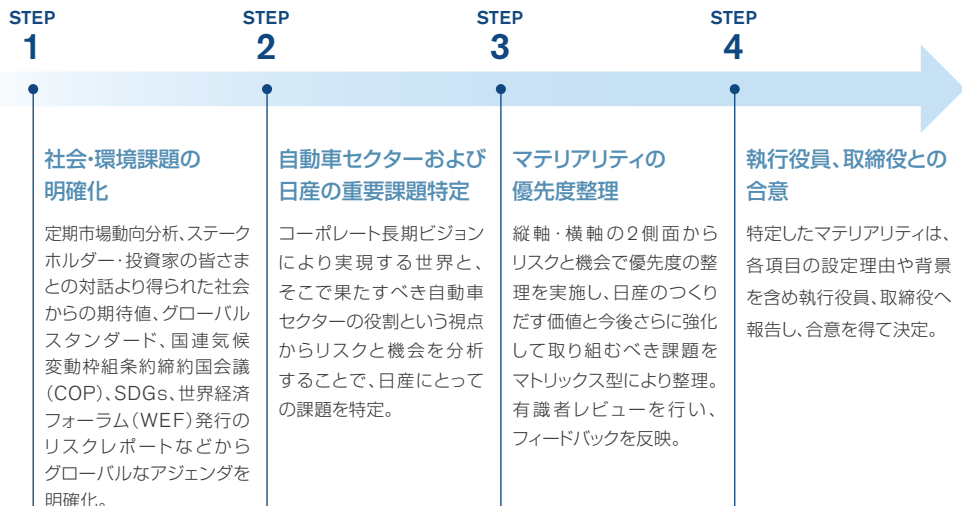 STEP
1
社会・環境課題の
明確化
定期市場動向分析、ステーク
ホルダー・投資家の皆さま
との対話より得られた社会
からの期待値、グローバル
スタンダード、国連気候
変動枠組条約締約国会議
(COP)、SDGs、世界経済
フォーラム(WEF)発行の
リスクレポートなどから
グローバルなアジェンダを
明確化。
STEP
2
自動車セクターおよび
日産の重要課題特定
コーポレート長期ビジョン
により実現する世界と、
そこで果たすべき自動車
セクターの役割という視点
からリスクと機会を分析
することで、日産にとって
の課題を特定。
STEP
3
マテリアリティの
優先度整理
縦軸・横軸の2側面から
リスクと機会で優先度の整
理を実施し、日産のつくり
だす価値と今後さらに強化
して取り組むべき課題を
マトリックス型により整理。
有識者レビューを行い、
フィードバックを反映。
STEP
4
執行役員、取締役との
合意
特定したマテリアリティは、
各項目の設定理由や背景
を含め執行役員、取締役へ
報告し、合意を得て決定。